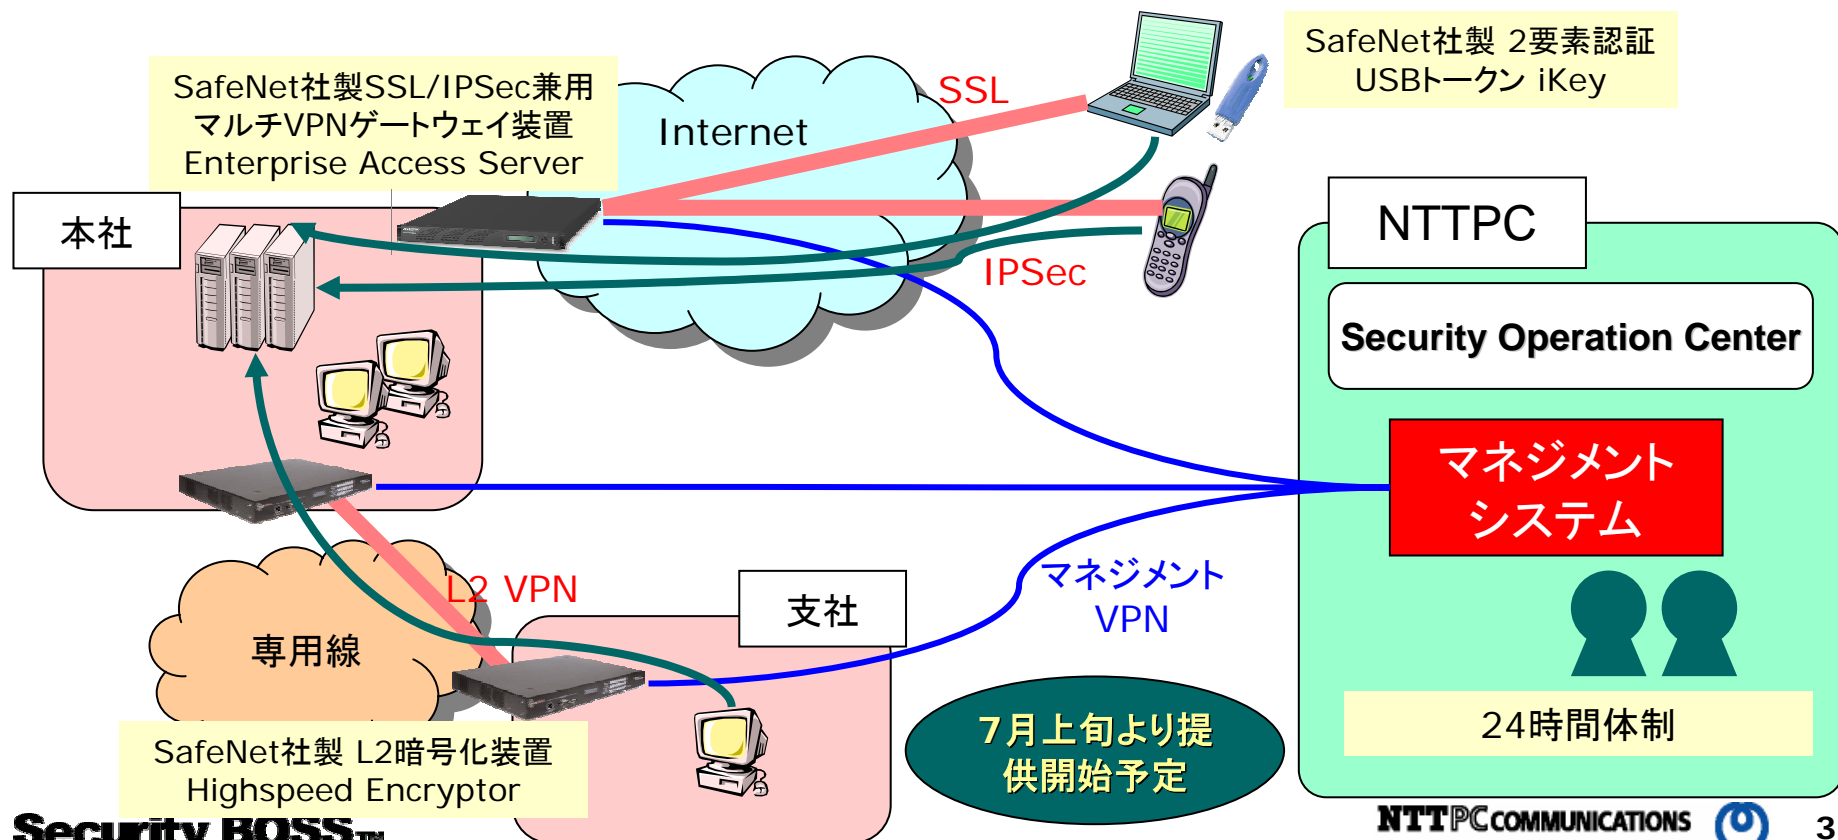 SafeNet社製SSL/IPSec兼用
マルチVPNゲートウェイ装置
Enterprise Access Server
Internet
SSL
SafeNet社製 2要素認証
USBトークン iKey
本社
IPSec
NTTPC
Security Operation Center
マネジメント
システム
L2 VPN
マネジメント
VPN
専用線
支社
SafeNet社製 L2暗号化装置
Highspeed Encryptor
7月上旬より提
供開始予定
24時間体制
Security BOSS TM
NTTPC COMMUNICATIONS
3